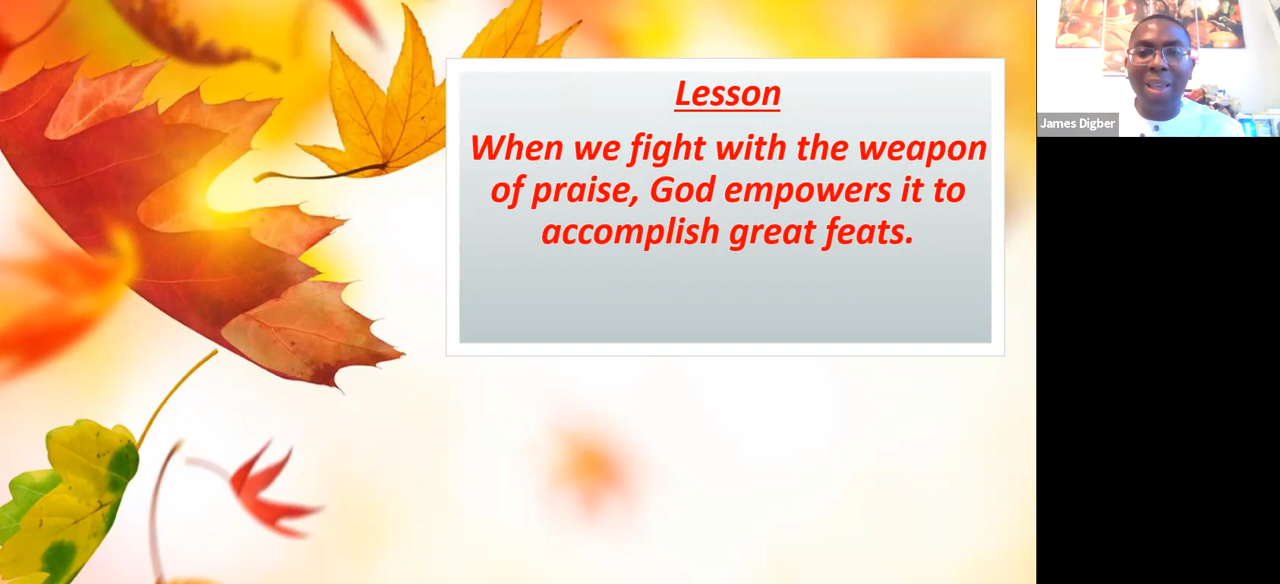 Lesson
When we fight with the weapon
of praise, God empowers it to
accomplish great feats.
James Digber